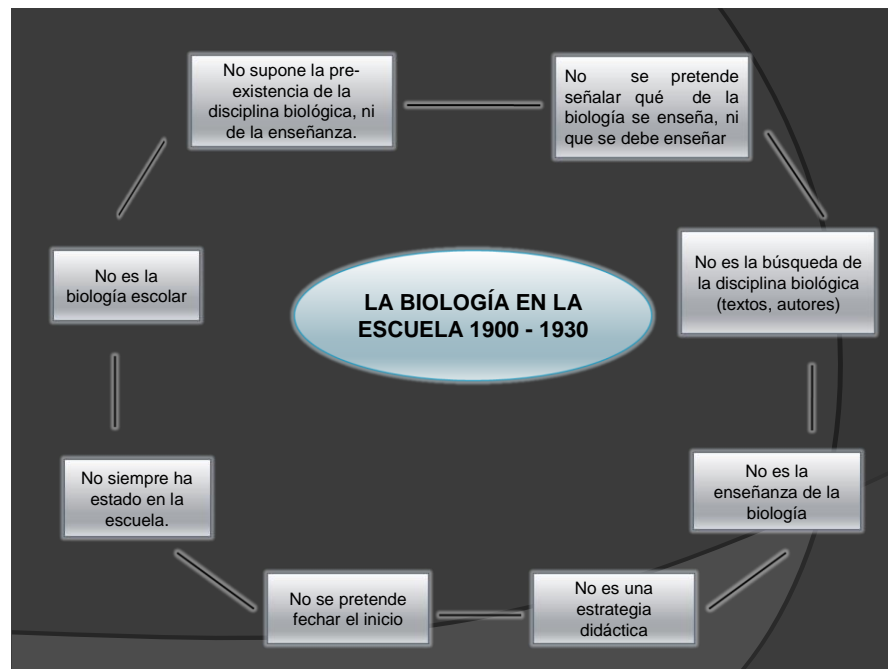 No supone la pre-
existencia de la
disciplina biológica, ni
de la enseñanza.
No se pretende
señalar qué de la
biología se enseña, ni
que se debe enseñar
No es la búsqueda de
la disciplina biológica
(textos, autores)
No es la
enseñanza de la
biología
No es una
estrategia
didáctica
No se pretende
fechar el inicio
No siempre ha
estado en la
escuela.
No es la
biología escolar
LA BIOLOGÍA EN LA
ESCUELA 1900 - 1930